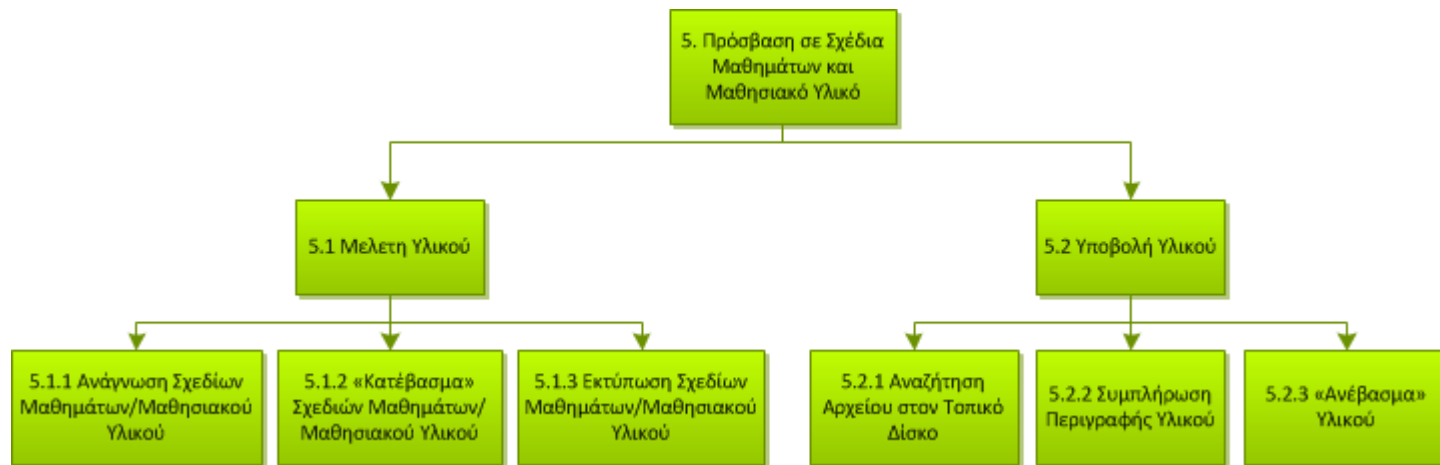 5. Πρόσβαση σε Σχέδια
Μαθημάτων και
Μαθησιακό Υλικό
5.1 Μελετη Υλικού
5.2 Υποβολή Υλικού
5.1.1 Ανάγνωση Σχεδίων
Μαθημάτων/Μαθησιακού
Υλικού
5.1.2 «Κατέβασμα»
Σχεδιών Μαθημάτων/
Μαθησιακού Υλικού
5.1.3 Εκτύπωση Σχεδίων
Μαθημάτων/Μαθησιακού
Υλικού
5.2.1 Αναζήτηση
Αρχείου στον Τοπικό
Δίσκο
5.2.2 Συμπλήρωση
Περιγραφής Υλικού
5.2.3 «Ανέβασμα»
Υλικού